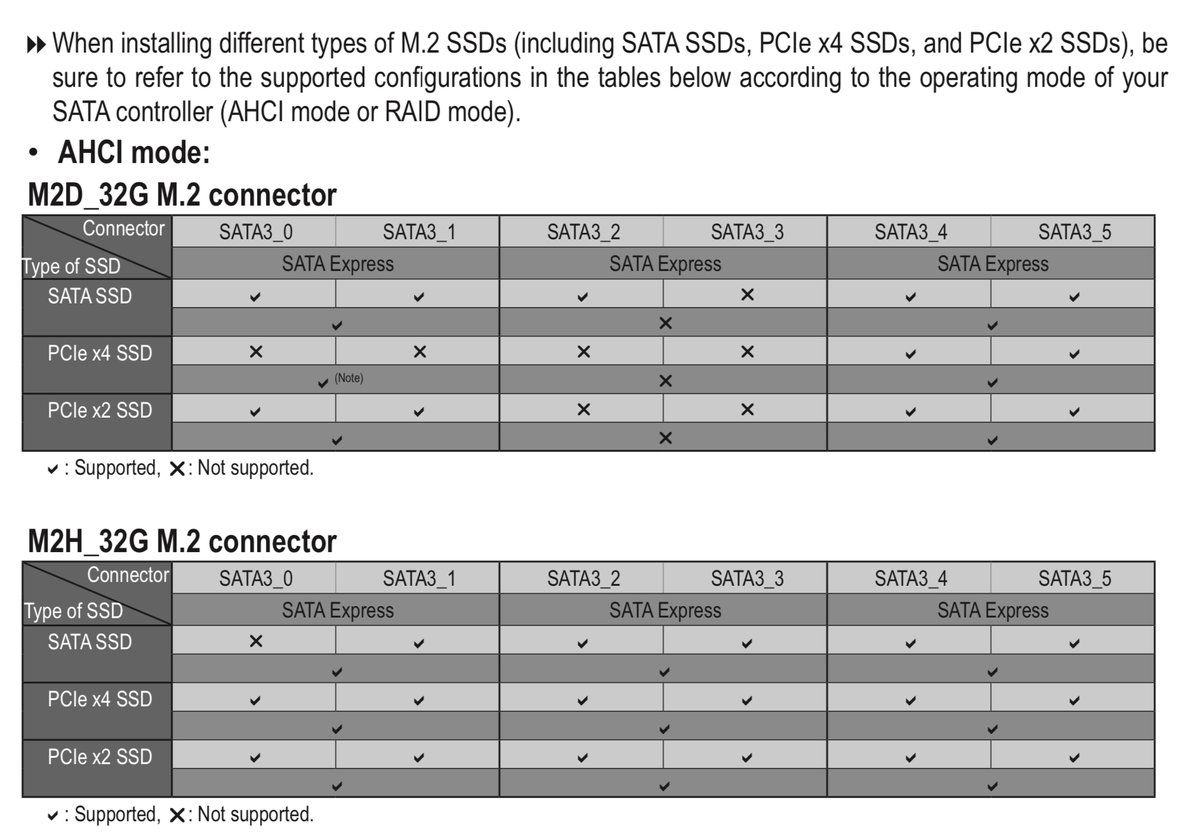 ▸▸ When installing different types of M.2 SSDs (including SATA SSDs, PCIe x4 SSDs, and PCIe x2 SSDs), be
sure to refer to the supported configurations in the tables below according to the operating mode of your
SATA controller (AHCI mode or RAID mode).
• AHCI mode:
M2D_32G M.2 connector
Connector SATA3_0 SATA3_1 SATA3_2 SATA3_3 SATA3_4 SATA3_5
Type of SSD SATA Express SATA Express SATA Express
SATA SSD ✔ ✔ ✔ ✕ ✔ ✔
✔ ✕ ✔
PCIe x4 SSD ✕ ✕ ✕ ✕ ✔ ✔
✔ (Note) ✕ ✔
PCIe x2 SSD ✔ ✔ ✕ ✕ ✔ ✔
✔ ✕ ✔
✔ : Supported, ✕ : Not supported.
M2H_32G M.2 connector
Connector SATA3_0 SATA3_1 SATA3_2 SATA3_3 SATA3_4 SATA3_5
Type of SSD SATA Express SATA Express SATA Express
SATA SSD ✕ ✔ ✔ ✔ ✔ ✔
✔ ✔ ✔
PCIe x4 SSD ✔ ✔ ✔ ✔ ✔ ✔
✔ ✔ ✔
PCIe x2 SSD ✔ ✔ ✔ ✔ ✔ ✔
✔ ✔ ✔
✔ : Supported, ✕ : Not supported.